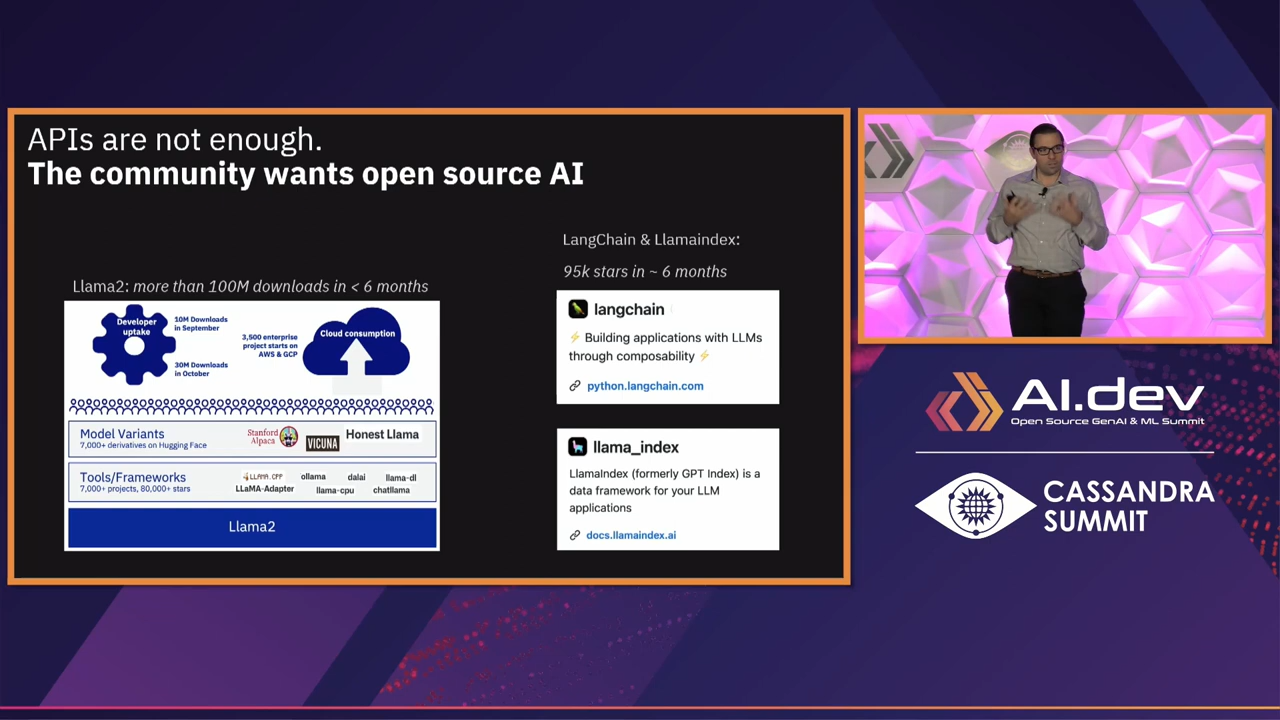 APIs are not enough.
The community wants open source AI
Llama2: more than 100M downloads in < 6 months
Developer
uptake
10M Downloads
in September
30M Downloads
in October
3,500 enterprise
project starts on
AWS & GCP
Cloud consumption
Model Variants
7,000+ derivatives on Hugging Face
Stanford
Alpaca
VICUNA
Honest Llama
Tools/Frameworks
7,000+ projects, 80,000+ stars
LLAMA.CPP
ollama
dalai
llama-dl
LLaMA-Adapter
llama-cpu
chatllama
Llama2
LangChain & Llamaindex:
95k stars in ~ 6 months
langchain
⚡ Building applications with LLMs
through composability ⚡
python.langchain.com
llama_index
LlamaIndex (formerly GPT Index) is a
data framework for your LLM
applications
docs.llamaindex.ai
AI.dev
Open Source GenAI & ML Summit
CASSANDRA
SUMMIT